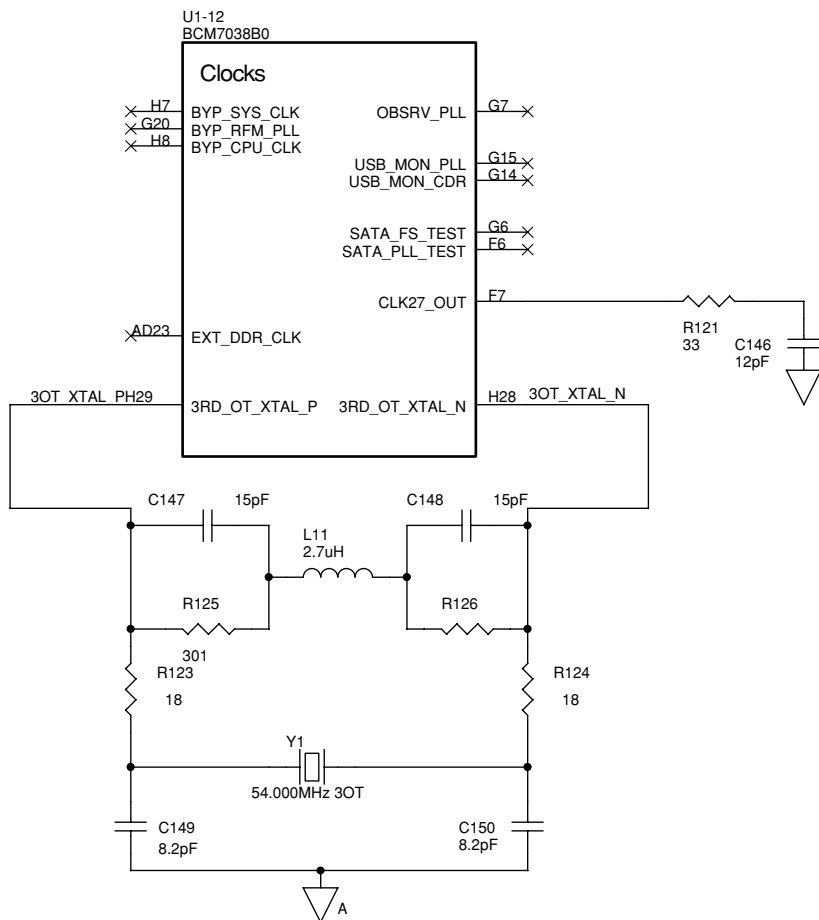 U1-12
BCM7038B0
Clocks
H7 BYP_SYS_CLK OBSRV_PLL G7
G20 BYP_RFM_PLL
H8 BYP_CPU_CLK
USB_MON_PLL G15
USB_MON_CDR G14
SATA_FS_TEST G6
SATA_PLL_TEST F6
CLK27_OUT F7
R121
33
C146
12pF
AD23 EXT_DDR_CLK
3OT_XTAL_P H29 3RD_OT_XTAL_P 3RD_OT_XTAL_N H28 3OT_XTAL_N
C147 15pF C148 15pF
L11
2.7uH
R125 R126
301
R123 R124
18 18
Y1
54.000MHz 3OT
C149 C150
8.2pF 8.2pF
A